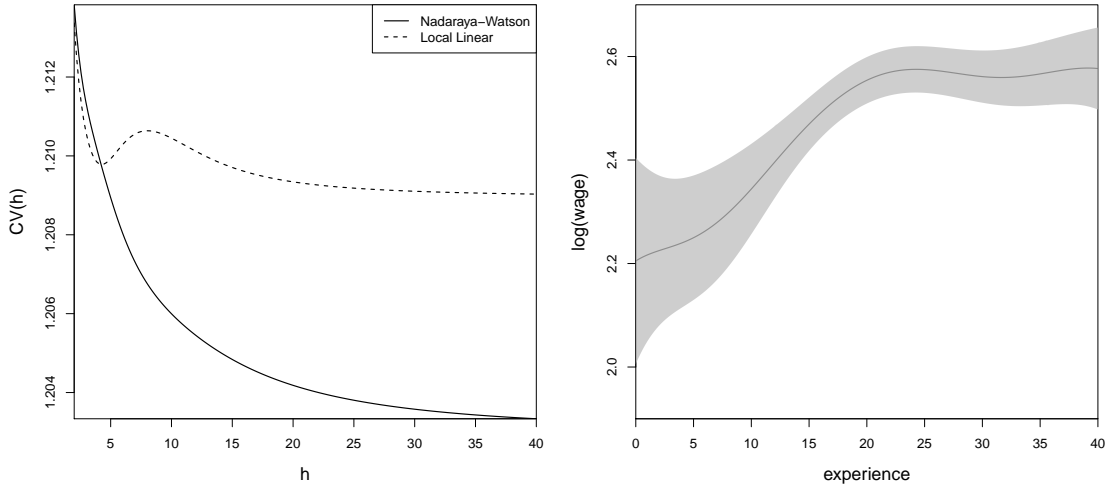 Nadaraya−Watson
Local Linear
CV(h)
1.212
1.210
1.208
1.206
1.204
5 10 15 20 25 30 35 40
h
log(wage)
2.6
2.4
2.2
2.0
0 5 10 15 20 25 30 35 40
experience